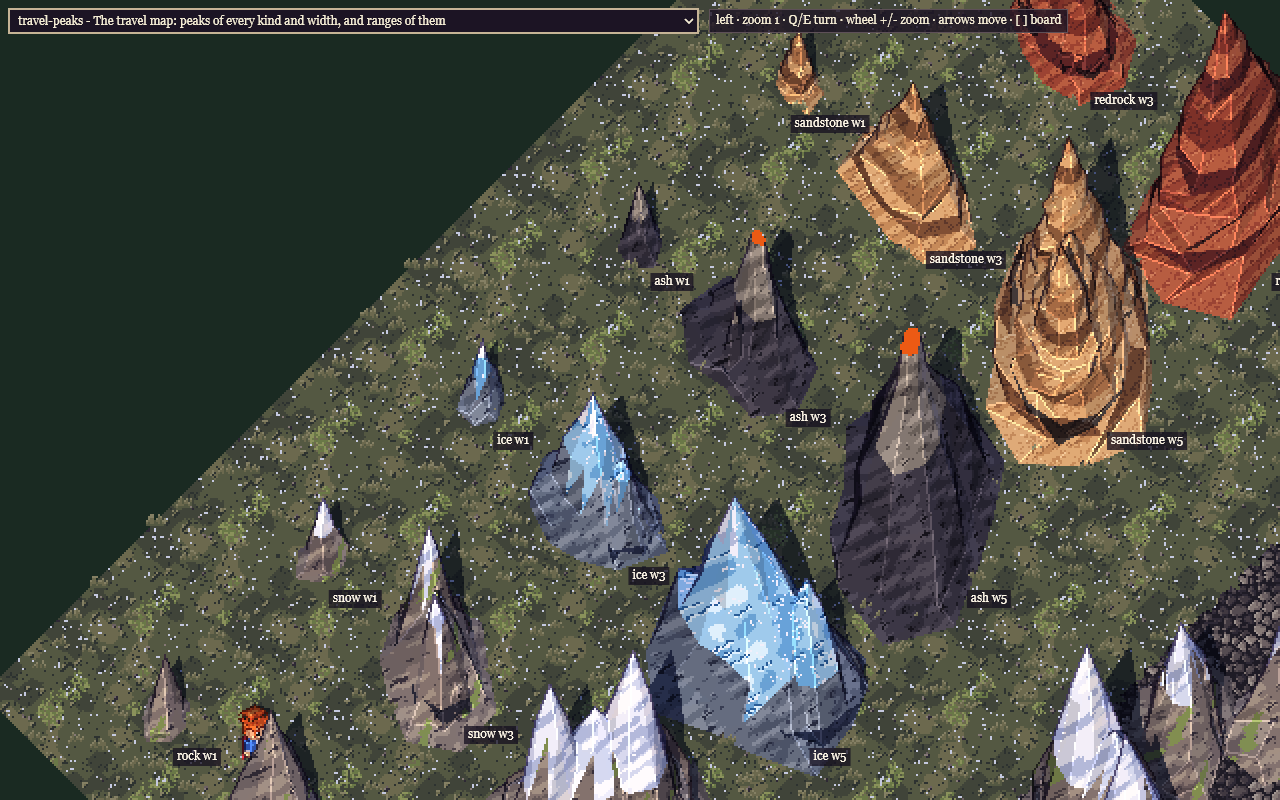 travel-peaks - The travel map: peaks of every kind and width, and ranges of them
left · zoom 1 · Q/E turn · wheel +/- zoom · arrows move · [ ] board
redrock w3
sandstone w1
sandstone w3
ash w1
ash w3
ice w1
sandstone w5
ice w3
snow w1
ash w5
snow w3
rock w1
ice w5